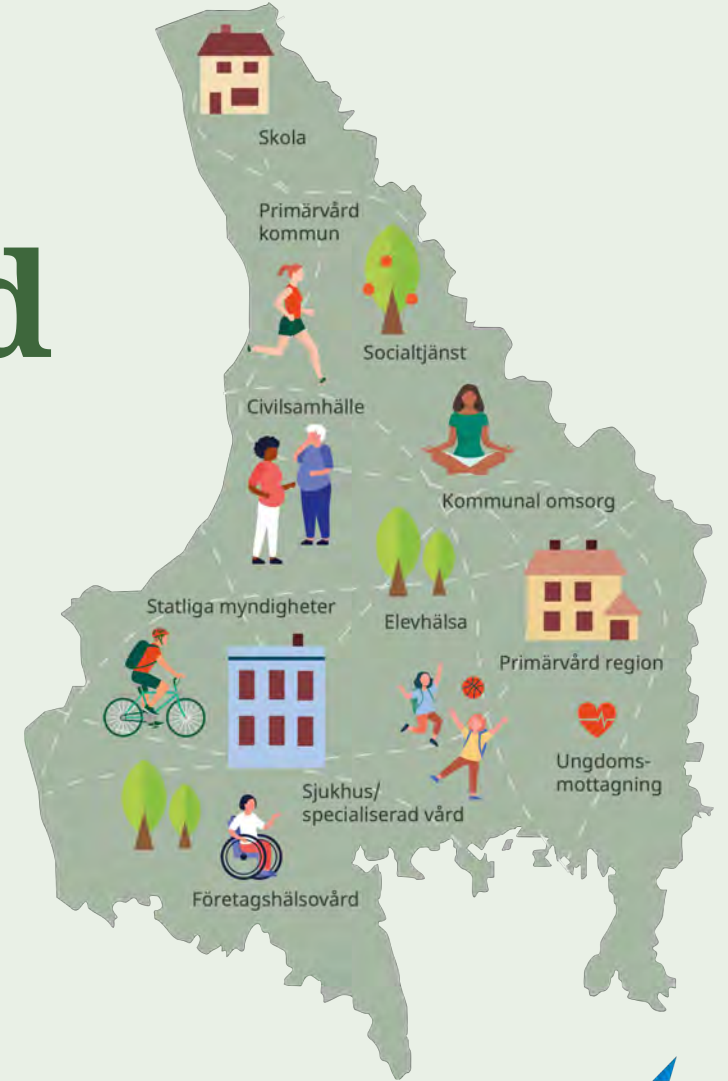 Skola
Primärvård
kommun
d
Socialtjänst
Civilsamhälle
Kommunal omsorg
Statliga myndigheter
Elevhälsa
Primärvård region
Ungdoms-
mottagning
Sjukhus/
specialiserad vård
Företagshälsovård